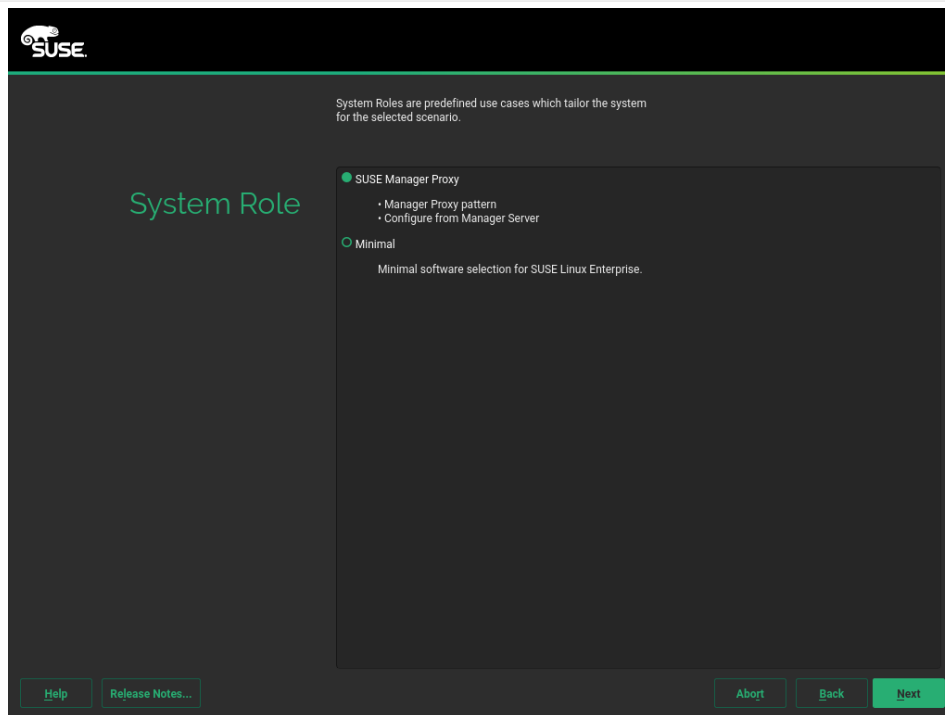 SUSE.
System Roles are predefined use cases which tailor the system
for the selected scenario.
System Role
SUSE Manager Proxy
• Manager Proxy pattern
• Configure from Manager Server
Minimal
Minimal software selection for SUSE Linux Enterprise.
Help
Release Notes...
Abort
Back
Next